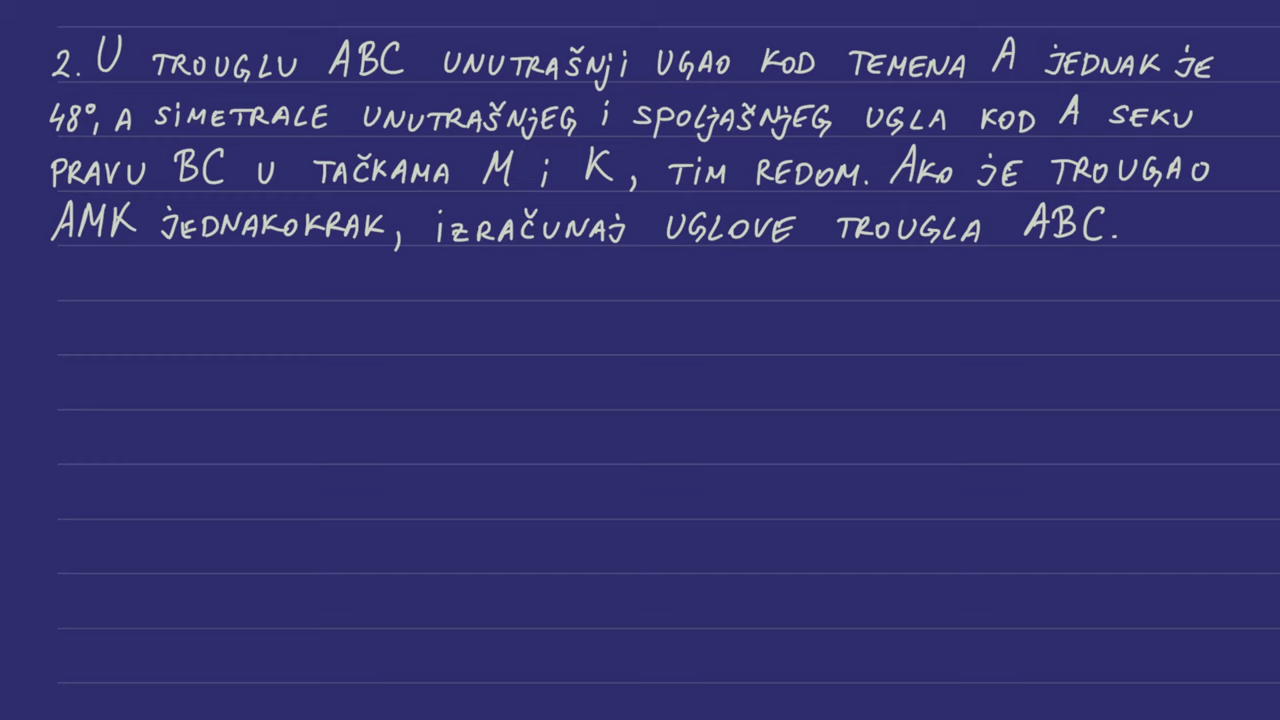 2. U TROUGLU ABC UNUTRAŠNJI UGAO KOD TEMENA A JEDNAK JE
48°, A SIMETRALE UNUTRAŠNJEG I SPOLJAŠNJEG UGLA KOD A SEKU
PRAVU BC U TAČKAMA M I K, TIM REDOM. AKO JE TROUGAO
AMK JEDNAKOKRAK, IZRAČUNAJ UGLOVE TROUGLA ABC.